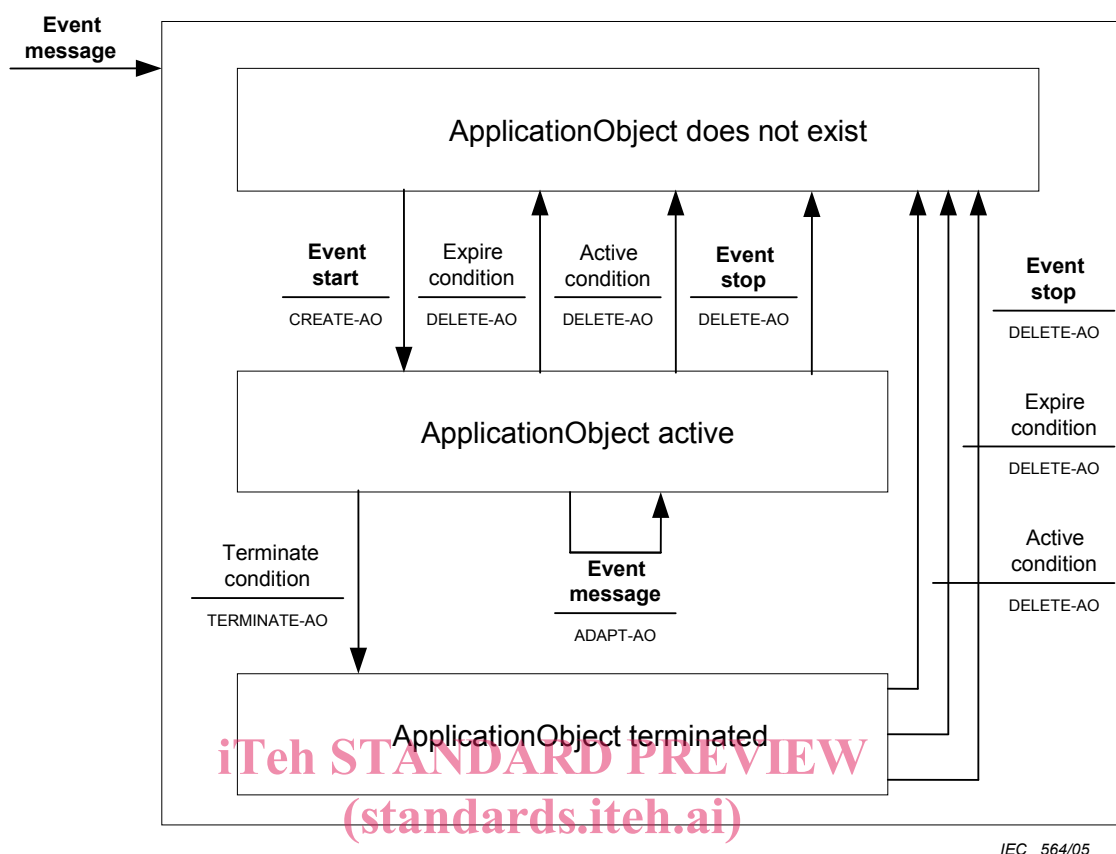 Event
message
ApplicationObject does not exist
Event
start
CREATE-AO
Expire
condition
DELETE-AO
Active
condition
DELETE-AO
Event
stop
DELETE-AO
Event
stop
DELETE-AO
ApplicationObject active
Expire
condition
DELETE-AO
Terminate
condition
TERMINATE-AO
Event
message
ADAPT-AO
Active
condition
DELETE-AO
ApplicationObject terminated
iTeh STANDARD PREVIEW
(standards.iteh.ai)
IEC 564/05